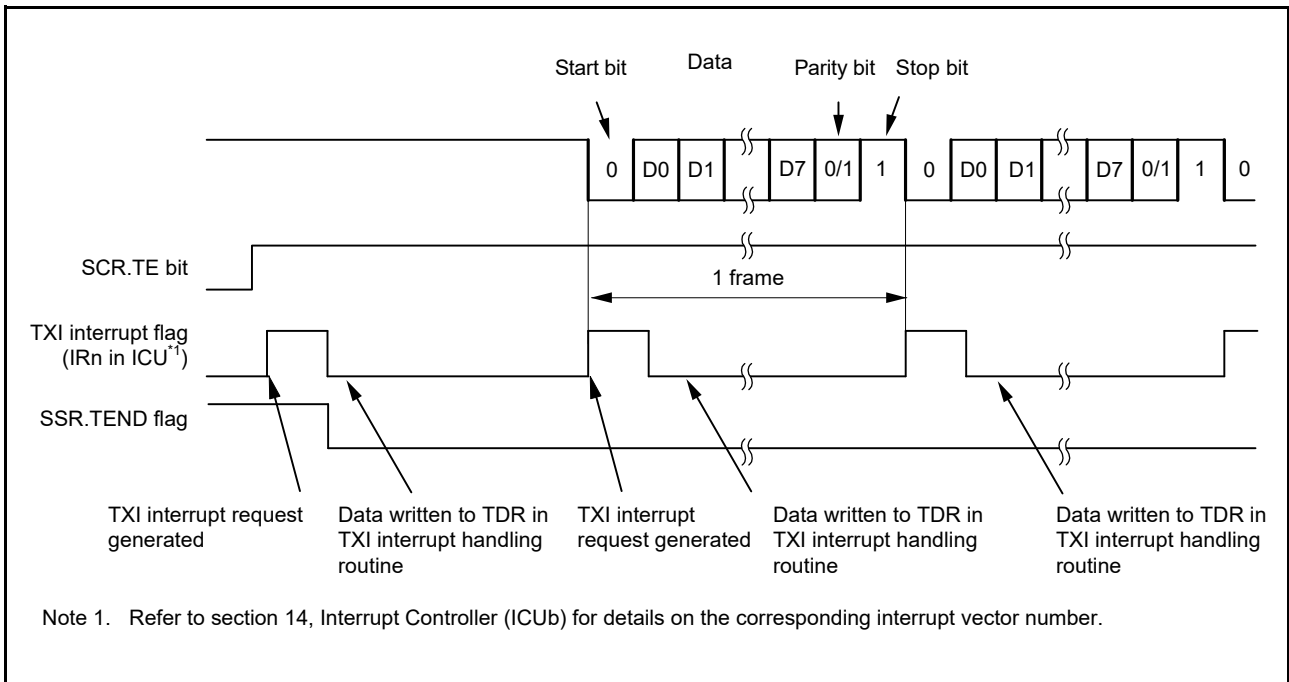 Start bit
Data
Parity bit
Stop bit
0 D0 D1 D7 0/1 1 0 D0 D1 D7 0/1 1 0
SCR.TE bit
1 frame
TXI interrupt flag
(IRn in ICU*1)
SSR.TEND flag
TXI interrupt request
generated
Data written to TDR in
TXI interrupt handling
routine
TXI interrupt
request generated
Data written to TDR in
TXI interrupt handling
routine
Data written to TDR in
TXI interrupt handling
routine
Note 1. Refer to section 14, Interrupt Controller (ICUb) for details on the corresponding interrupt vector number.